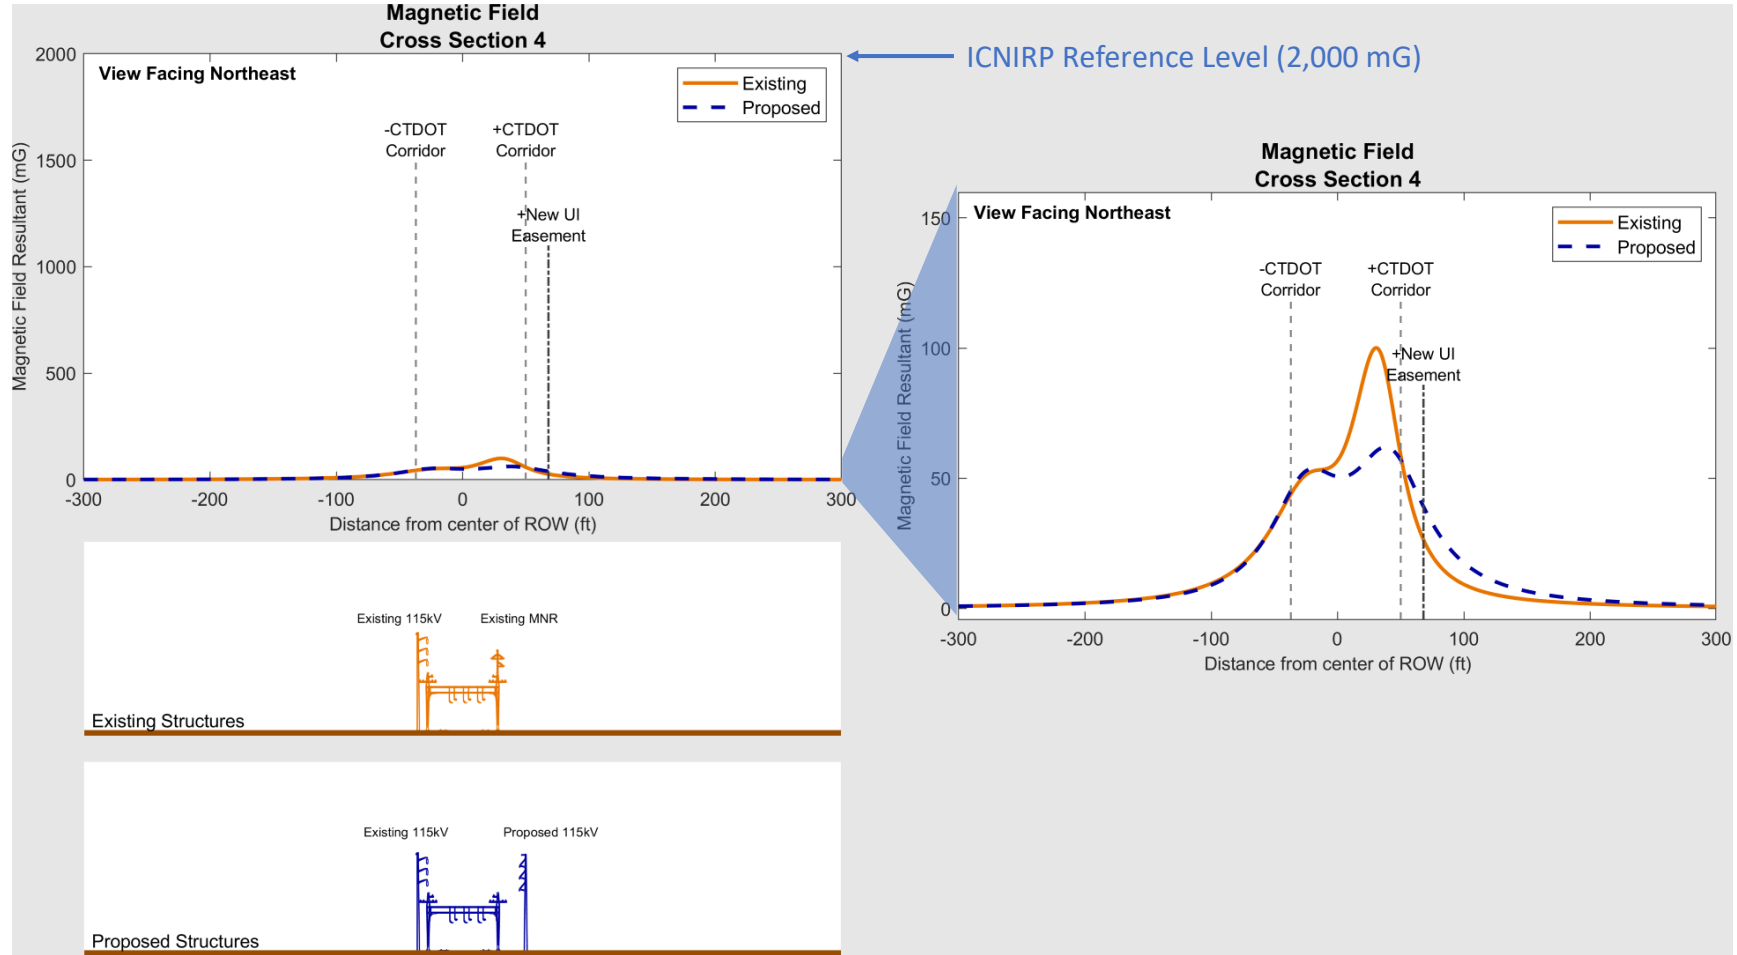 Magnetic Field
Cross Section 4
View Facing Northeast
Existing
Proposed
-CTDOT
Corridor
+CTDOT
Corridor
+New UI
Easement
2000
1500
1000
500
0
Magnetic Field Resultant (mG)
-300
-200
-100
0
100
200
300
Distance from center of ROW (ft)
ICNIRP Reference Level (2,000 mG)
Magnetic Field
Cross Section 4
View Facing Northeast
Existing
Proposed
-CTDOT
Corridor
+CTDOT
Corridor
+New UI
Easement
150
100
50
0
Magnetic Field Resultant (mG)
-300
-200
-100
0
100
200
300
Distance from center of ROW (ft)
Existing 115kV
Existing MNR
Existing Structures
Existing 115kV
Proposed 115kV
Proposed Structures